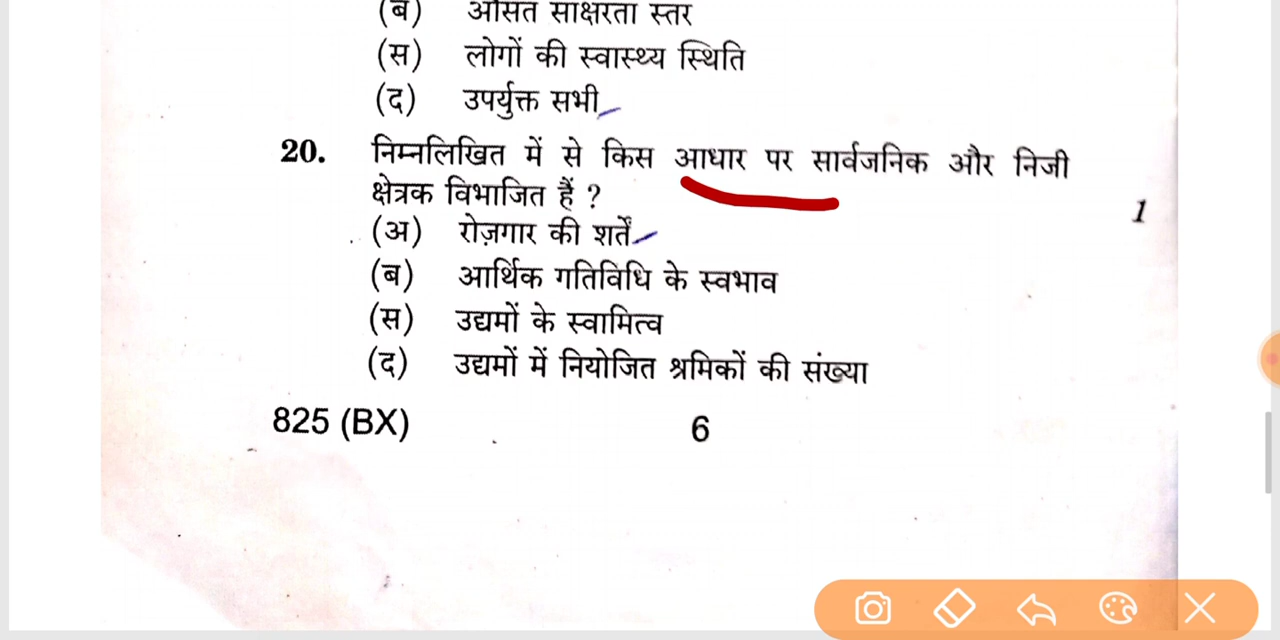 (ब) औसत साक्षरता स्तर
(स) लोगों की स्वास्थ्य स्थिति
(द) उपर्युक्त सभी
20. निम्नलिखित में से किस आधार पर सार्वजनिक और निजी
क्षेत्रक विभाजित हैं ? 1
(अ) रोज़गार की शर्तें
(ब) आर्थिक गतिविधि के स्वभाव
(स) उद्यमों के स्वामित्व
(द) उद्यमों में नियोजित श्रमिकों की संख्या
825 (BX) 6